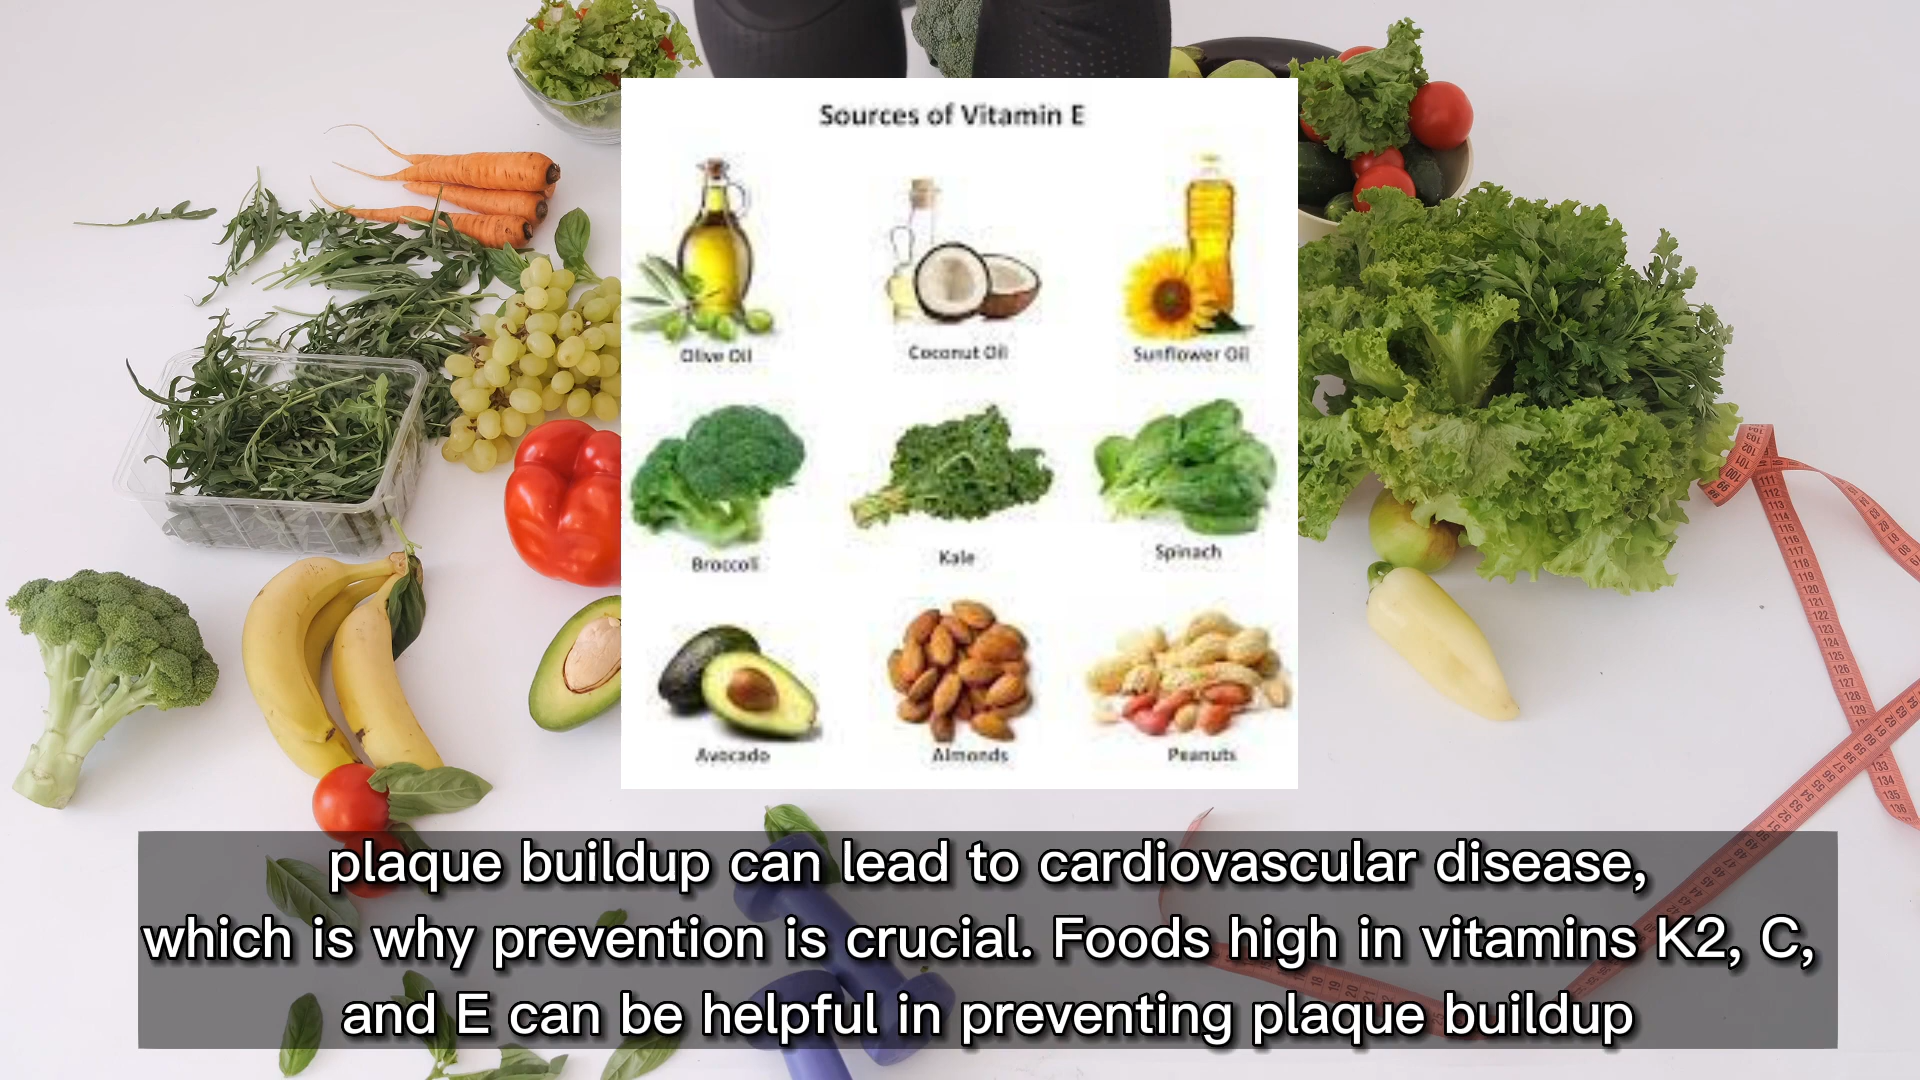 Sources of Vitamin E
Olive Oil
Coconut Oil
Sunflower Oil
Broccoli
Kale
Spinach
Avocado
Almonds
Peanuts
plaque buildup can lead to cardiovascular disease,
which is why prevention is crucial. Foods high in vitamins K2, C,
and E can be helpful in preventing plaque buildup